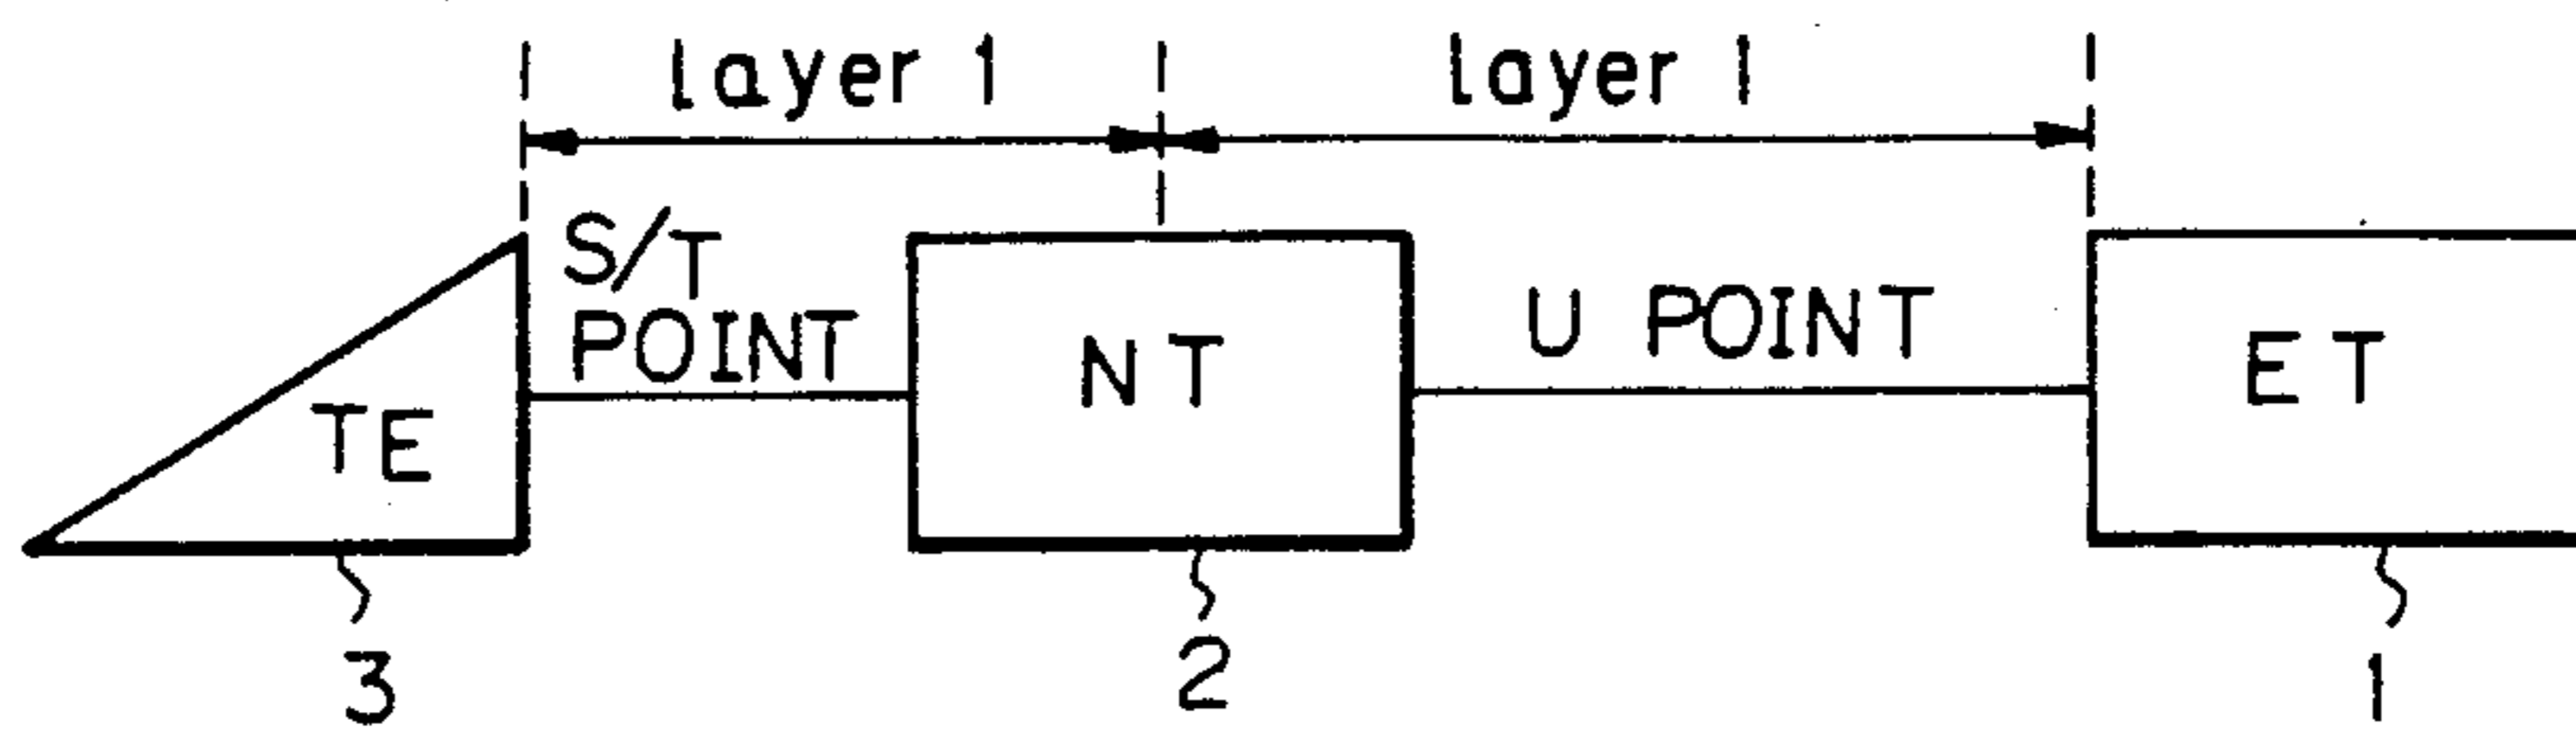 layer 1
layer 1
S/T
POINT
U POINT
TE
NT
ET
3
2
1